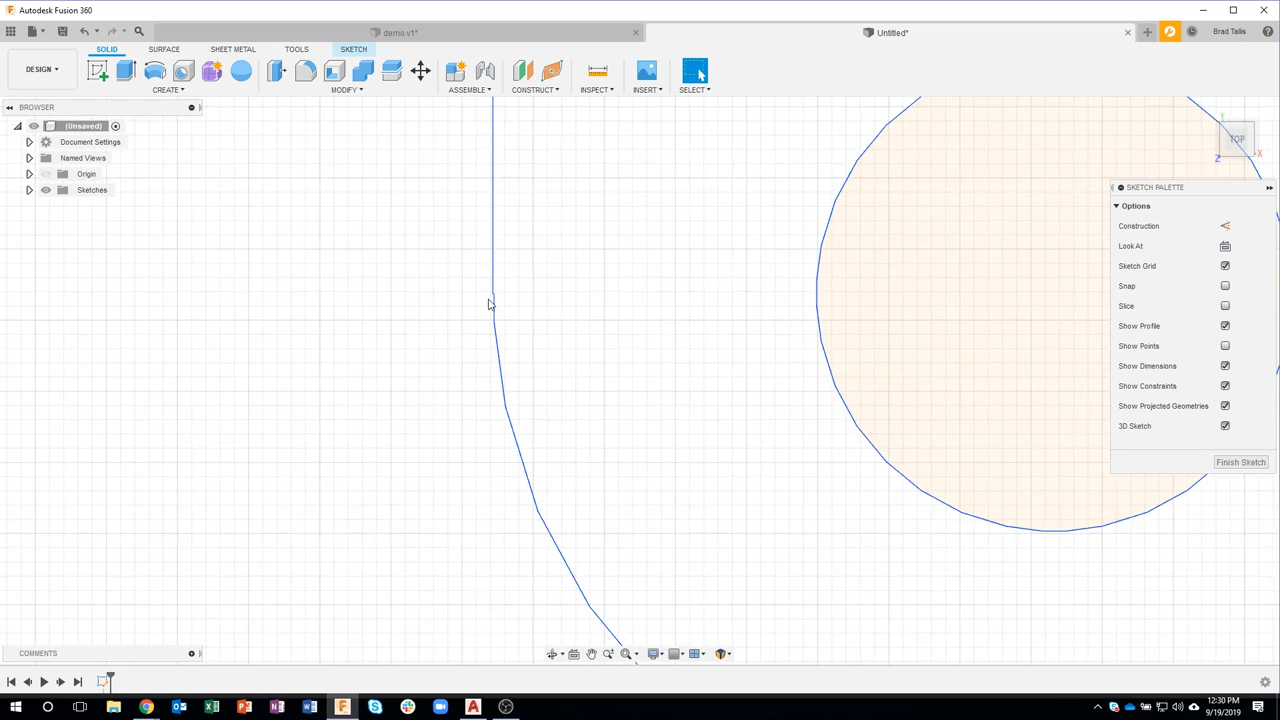 Autodesk Fusion 360
demo v1*
Untitled*
Brad Tallis
SOLID SURFACE SHEET METAL TOOLS SKETCH
DESIGN
CREATE MODIFY ASSEMBLE CONSTRUCT INSPECT INSERT SELECT
BROWSER
(Unsaved)
Document Settings
Named Views
Origin
Sketches
Y
TOP
X
Z
SKETCH PALETTE
Options
Construction
Look At
Sketch Grid
Snap
Slice
Show Profile
Show Points
Show Dimensions
Show Constraints
Show Projected Geometries
3D Sketch
Finish Sketch
COMMENTS
12:30 PM
9/19/2019